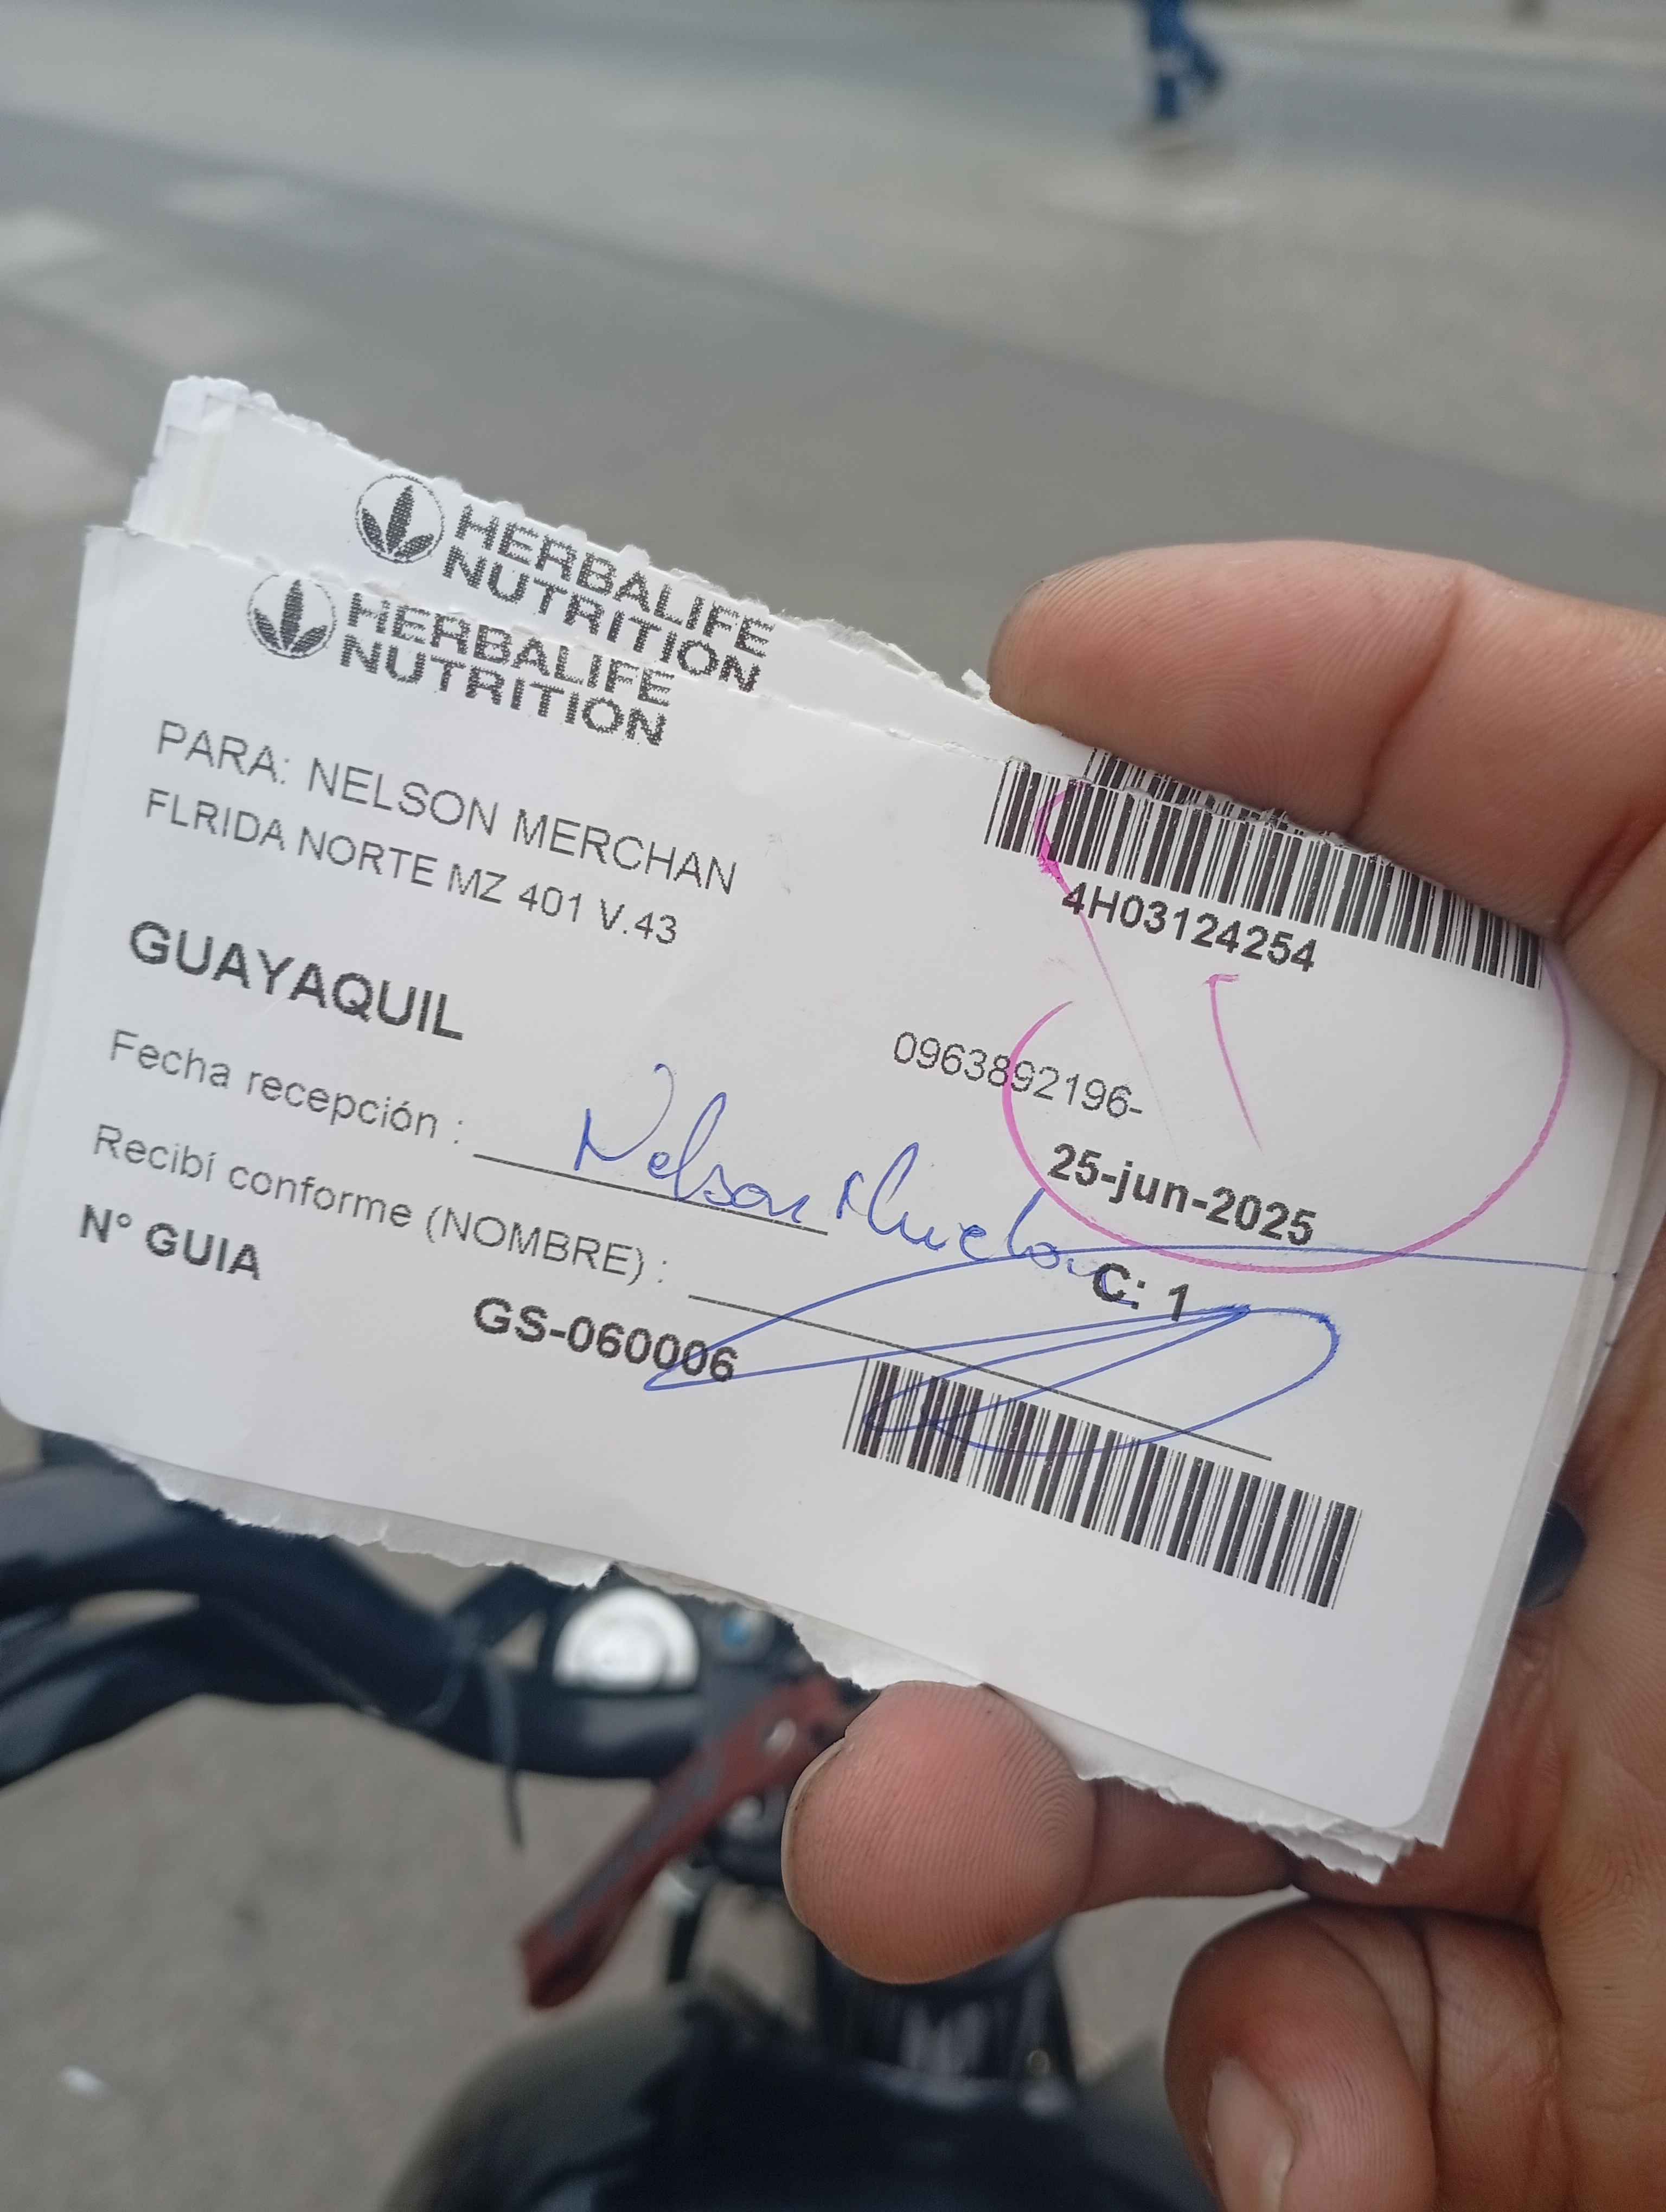 HERBALIFE
NUTRITION
HERBALIFE
NUTRITION
PARA: NELSON MERCHAN
FLRIDA NORTE MZ 401 V.43
4H03124254
GUAYAQUIL
0963892196-
Fecha recepción :
25-jun-2025
Nelson
Recibí conforme (NOMBRE) :
C: 1
N° GUIA
GS-060006